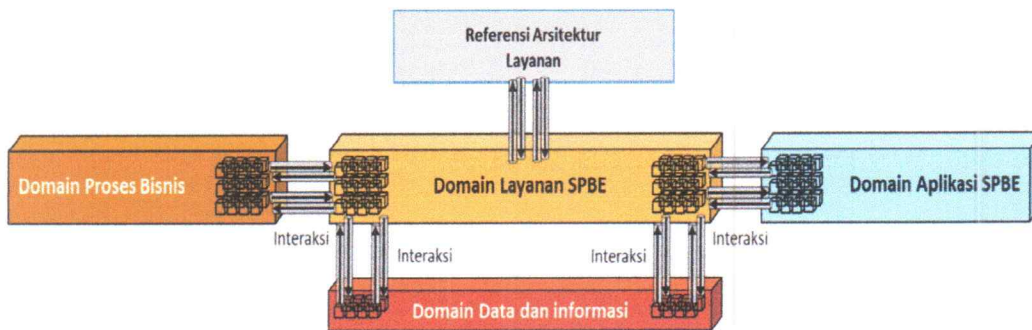 Referensi Arsitektur
Layanan
Domain Proses Bisnis
Domain Layanan SPBE
Domain Aplikasi SPBE
Interaksi
Interaksi
Interaksi
Interaksi
Domain Data dan informasi